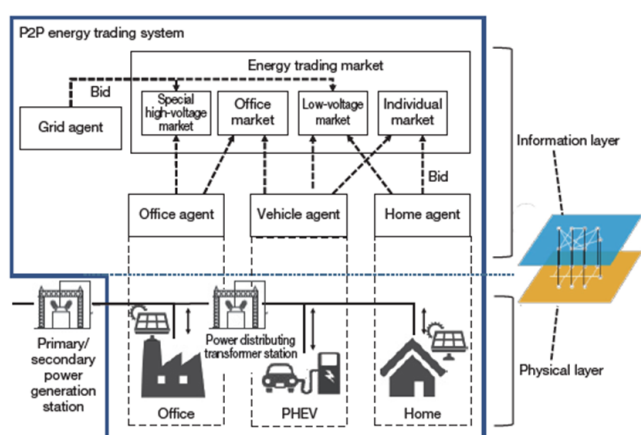 P2P energy trading system
Energy trading market
Bid
Special
high-voltage
market
Office
market
Low-voltage
market
Individual
market
Grid agent
Information layer
Bid
Office agent
Vehicle agent
Home agent
Primary/
secondary
power
generation
station
Power distributing
transformer station
Physical layer
Office
PHEV
Home